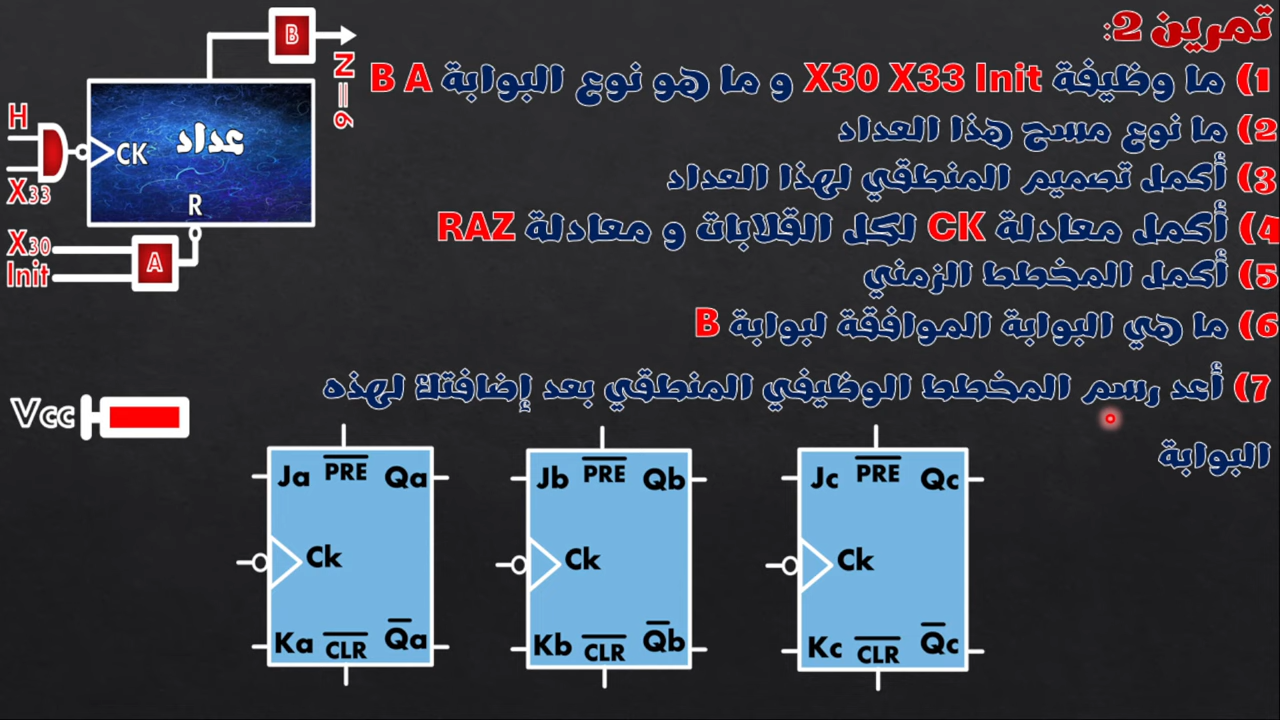 تمرين 2:
1) ما وظيفة X30 X33 Init و ما هو نوع البوابة B A
2) ما نوع مسح هذا العداد
3) أكمل تصميم المنطقي لهذا العداد
4) أكمل معادلة CK لكل القلابات و معادلة RAZ
5) أكمل المخطط الزمني
6) ما هي البوابة الموافقة لبوابة B
7) أعد رسم المخطط الوظيفي المنطقي بعد إضافتك لهذه
البوابة
B
N=6
H
X33
CK
عداد
R
X30
Init
A
Vcc
Ja PRE Qa
Ck
Ka CLR Qa
Jb PRE Qb
Ck
Kb CLR Qb
Jc PRE Qc
Ck
Kc CLR Qc